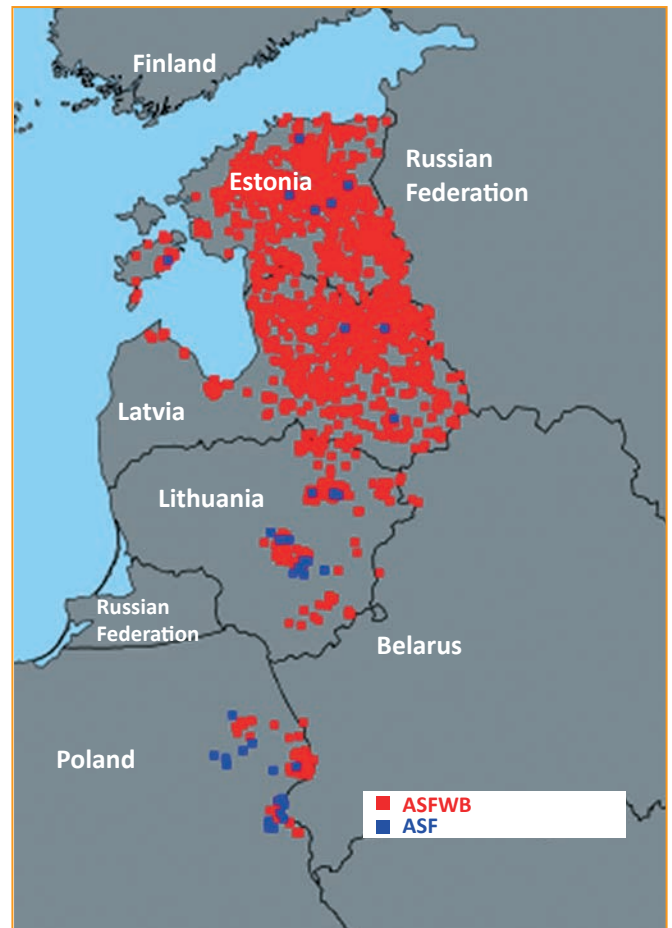 Finland
Estonia
Russian
Federation
Latvia
Lithuania
Russian
Federation
Belarus
Poland
ASFWB
ASF